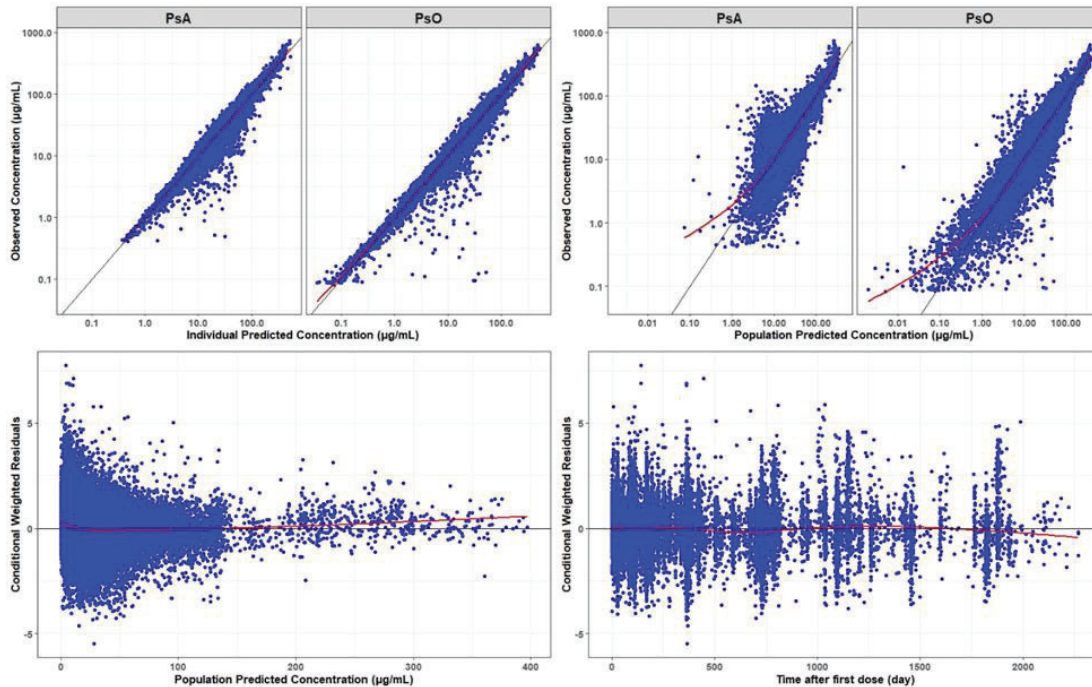 PsA PsO
1000.0
100.0
10.0
1.0
0.1
Observed Concentration (µg/mL)
0.1 1.0 10.0 100.0 0.1 1.0 10.0 100.0
Individual Predicted Concentration (µg/mL)
PsA PsO
1000.0
100.0
10.0
1.0
0.1
Observed Concentration (µg/mL)
0.01 0.10 1.00 10.00 100.00 0.01 0.10 1.00 10.00 100.00
Population Predicted Concentration (µg/mL)
5
0
-5
Conditional Weighted Residuals
0 100 200 300 400
Population Predicted Concentration (µg/mL)
5
0
-5
Conditional Weighted Residuals
0 500 1000 1500 2000
Time after first dose (day)